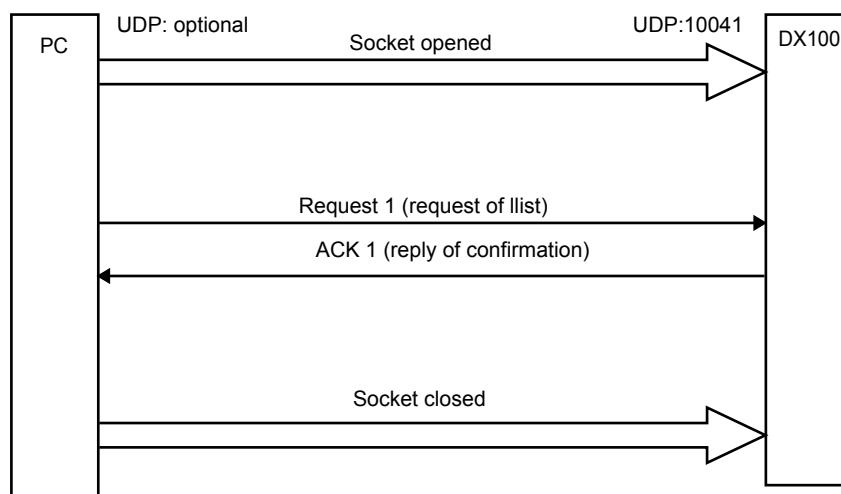 UDP: optional
UDP:10041
PC
Socket opened
DX100
Request 1 (request of llist)
ACK 1 (reply of confirmation)
Socket closed